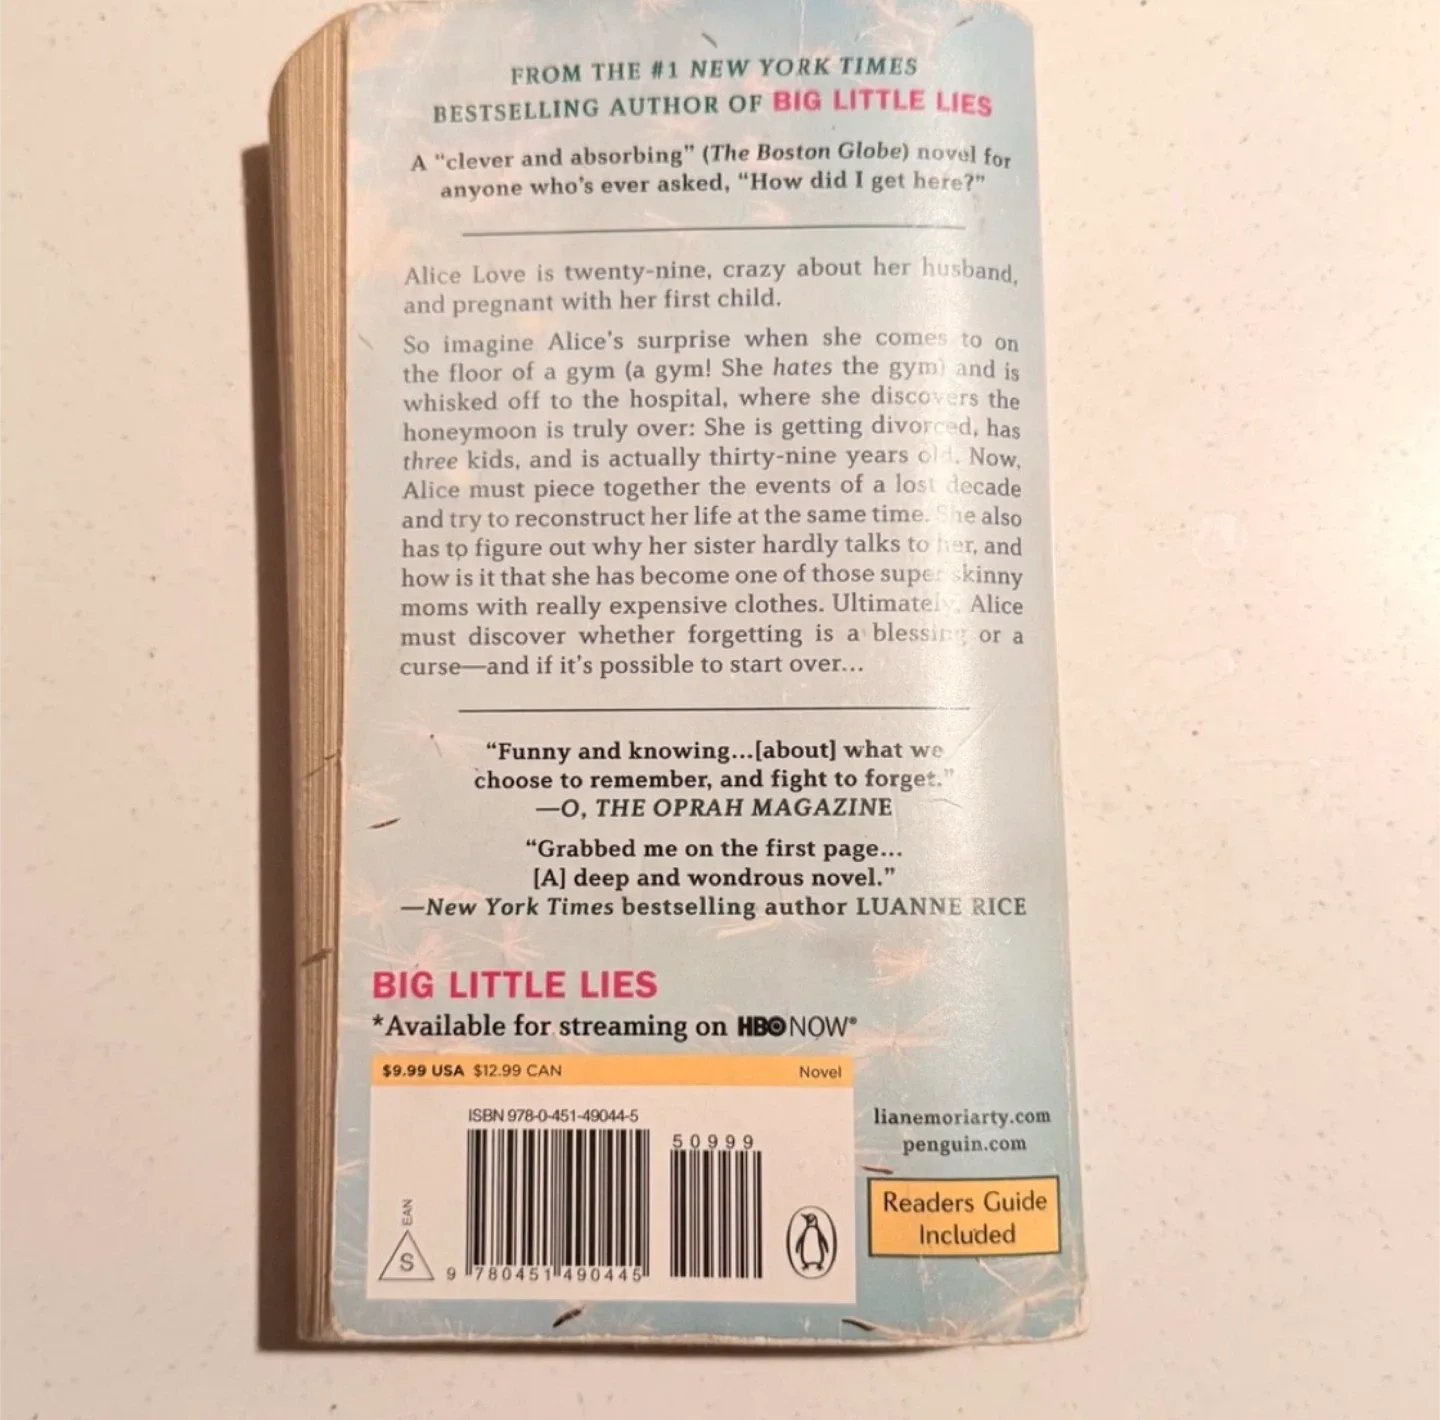 FROM THE #1 NEW YORK TIMES
BESTSELLING AUTHOR OF BIG LITTLE LIES
A “clever and absorbing” (The Boston Globe) novel for
anyone who’s ever asked, “How did I get here?”
Alice Love is twenty-nine, crazy about her husband,
and pregnant with her first child.
So imagine Alice’s surprise when she comes to on
the floor of a gym (a gym! She hates the gym) and is
whisked off to the hospital, where she discovers the
honeymoon is truly over: She is getting divorced, has
three kids, and is actually thirty-nine years old. Now,
Alice must piece together the events of a lost decade
and try to reconstruct her life at the same time. She also
has to figure out why her sister hardly talks to her, and
how is it that she has become one of those super skinny
moms with really expensive clothes. Ultimately, Alice
must discover whether forgetting is a blessing or a
curse—and if it’s possible to start over...
“Funny and knowing...[about] what we
choose to remember, and fight to forget.”
—O, THE OPRAH MAGAZINE
“Grabbed me on the first page...
[A] deep and wondrous novel.”
—New York Times bestselling author LUANNE RICE
BIG LITTLE LIES
*Available for streaming on HBO NOW®
$9.99 USA $12.99 CAN Novel
ISBN 978-0-451-49044-5
50999
EAN
S
9 780451 490445
lianemoriarty.com
penguin.com
Readers Guide
Included